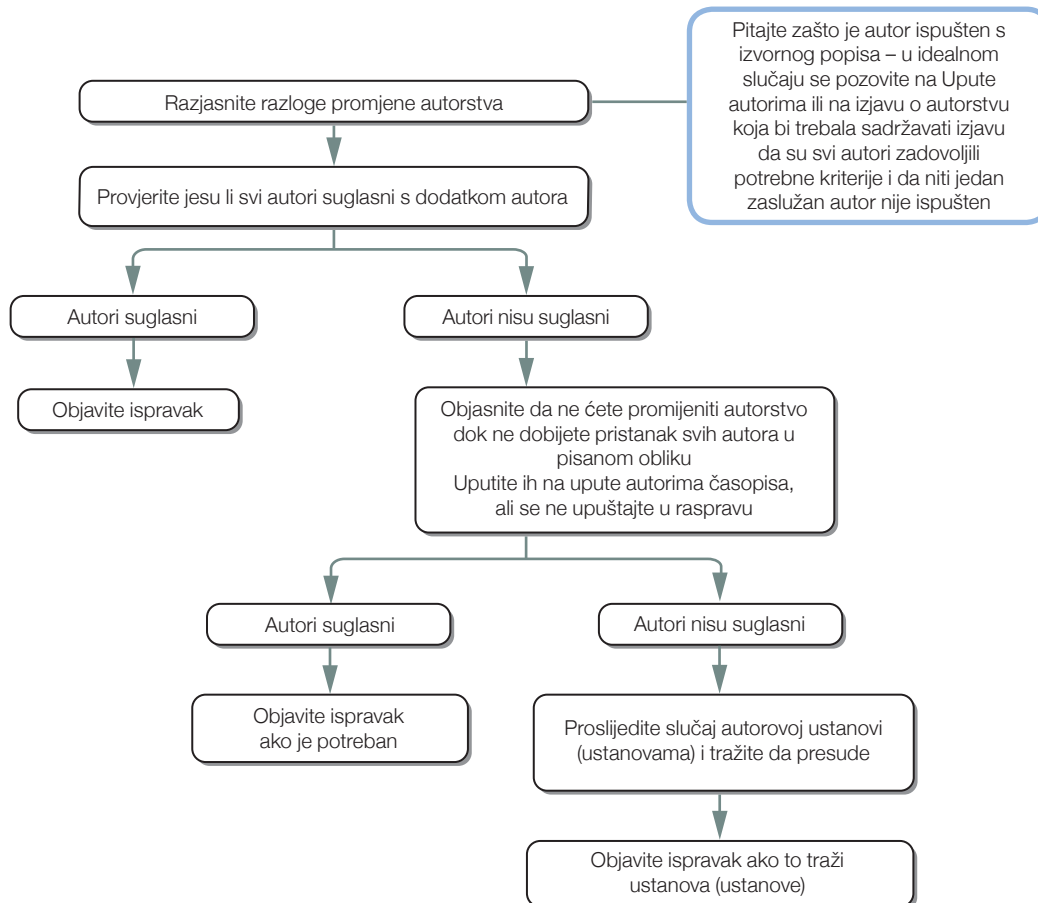 Pitajte zašto je autor ispušten s
izvornog popisa – u idealnom
slučaju se pozovite na Upute
autorima ili na izjavu o autorstvu
koja bi trebala sadržavati izjavu
da su svi autori zadovoljili
potrebne kriterije i da niti jedan
zaslužan autor nije ispušten
Razjasnite razloge promjene autorstva
Provjerite jesu li svi autori suglasni s dodatkom autora
Autori suglasni
Autori nisu suglasni
Objavite ispravak
Objasnite da ne ćete promijeniti autorstvo
dok ne dobijete pristanak svih autora u
pisanom obliku
Uputite ih na upute autorima časopisa,
ali se ne upuštajte u raspravu
Autori suglasni
Autori nisu suglasni
Objavite ispravak
ako je potreban
Proslijedite slučaj autorovoj ustanovi
(ustanovama) i tražite da presude
Objavite ispravak ako to traži
ustanova (ustanove)